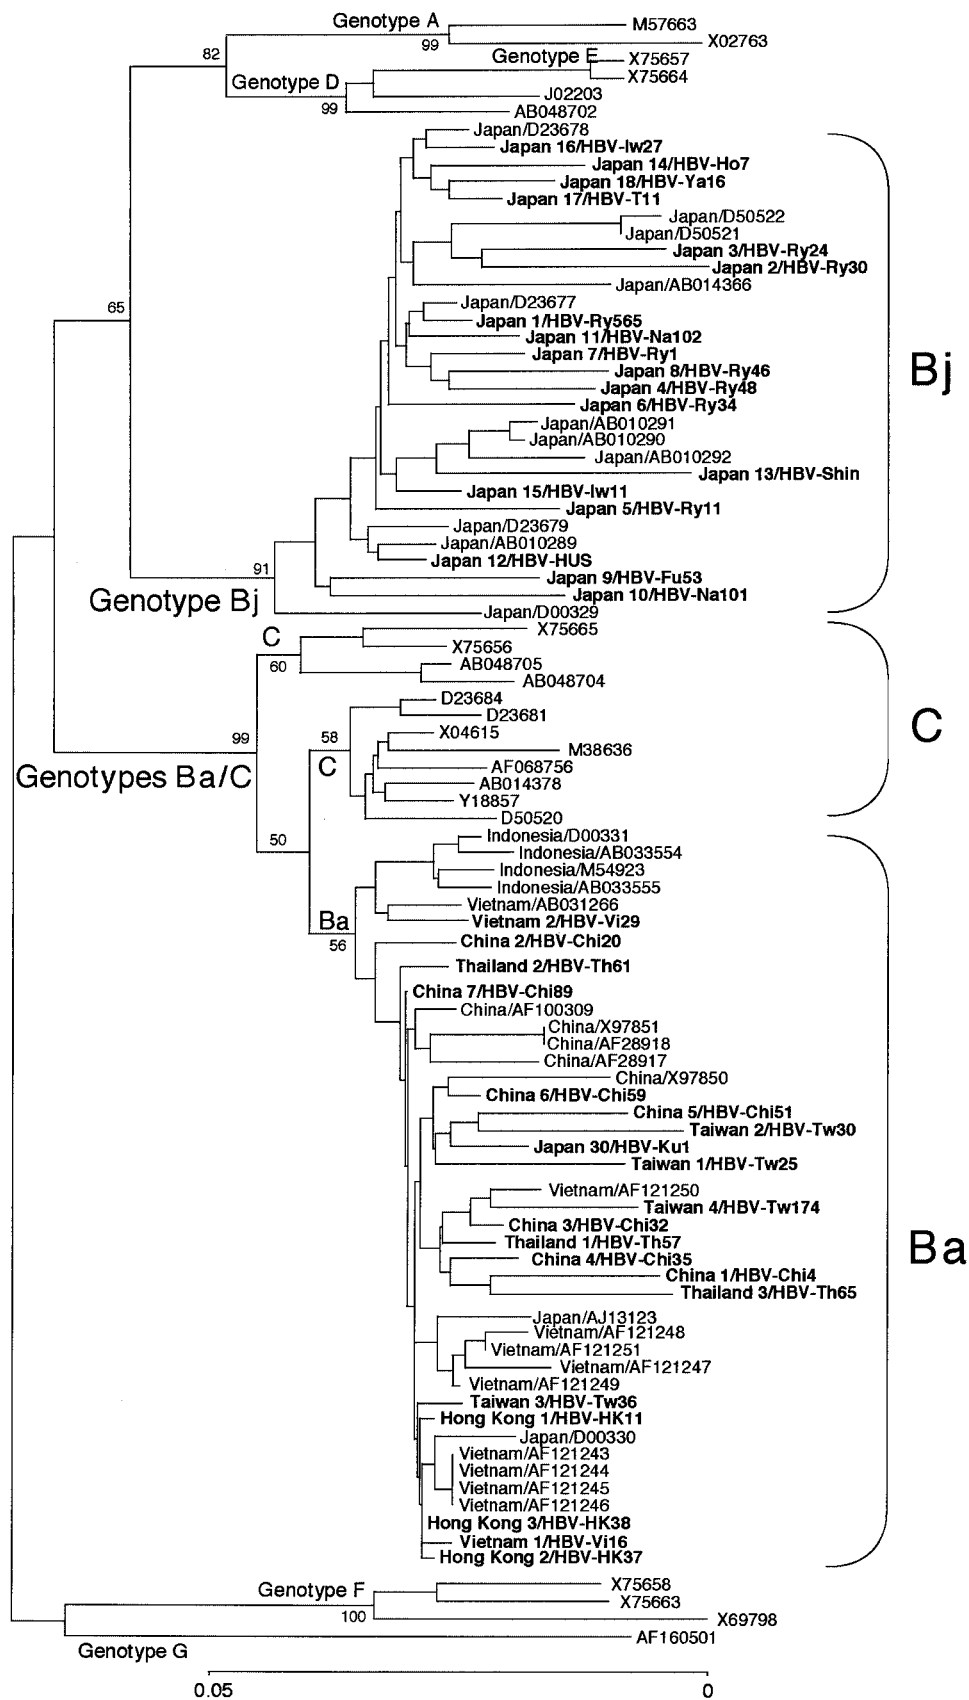 Genotype A
M57663
99
X02763
82
Genotype E
X75657
X75664
Genotype D
J02203
99
AB048702
Japan/D23678
Japan 16/HBV-Iw27
Japan 14/HBV-Ho7
Japan 18/HBV-Ya16
Japan 17/HBV-T11
Japan/D50522
Japan/D50521
Japan 3/HBV-Ry24
Japan 2/HBV-Ry30
Japan/AB014366
65
Japan/D23677
Japan 1/HBV-Ry565
Japan 11/HBV-Na102
Japan 7/HBV-Ry1
Japan 8/HBV-Ry46
Bj
Japan 4/HBV-Ry48
Japan 6/HBV-Ry34
Japan/AB010291
Japan/AB010290
Japan/AB010292
Japan 13/HBV-Shin
Japan 15/HBV-Iw11
Japan 5/HBV-Ry11
Japan/D23679
Japan/AB010289
Japan 12/HBV-HUS
91
Japan 9/HBV-Fu53
Genotype Bj
Japan 10/HBV-Na101
Japan/D00329
X75665
C
X75656
60
AB048705
AB048704
D23684
D23681
C
X04615
99
58
M38636
C
AF068756
Genotypes Ba/C
AB014378
Y18857
D50520
50
Indonesia/D00331
Indonesia/AB033554
Indonesia/M54923
Indonesia/AB033555
Vietnam/AB031266
Ba
Vietnam 2/HBV-Vi29
56
China 2/HBV-Chi20
Thailand 2/HBV-Th61
China 7/HBV-Chi89
China/AF100309
China/X97851
China/AF28918
China/AF28917
China/X97850
China 6/HBV-Chi59
China 5/HBV-Chi51
Taiwan 2/HBV-Tw30
Japan 30/HBV-Ku1
Taiwan 1/HBV-Tw25
Vietnam/AF121250
Taiwan 4/HBV-Tw174
China 3/HBV-Chi32
Thailand 1/HBV-Th57
Ba
China 4/HBV-Chi35
China 1/HBV-Chi4
Thailand 3/HBV-Th65
Japan/AJ13123
Vietnam/AF121248
Vietnam/AF121251
Vietnam/AF121247
Vietnam/AF121249
Taiwan 3/HBV-Tw36
Hong Kong 1/HBV-HK11
Japan/D00330
Vietnam/AF121243
Vietnam/AF121244
Vietnam/AF121245
Vietnam/AF121246
Hong Kong 3/HBV-HK38
Vietnam 1/HBV-Vi16
Hong Kong 2/HBV-HK37
Genotype F
X75658
X75663
100
X69798
AF160501
Genotype G
0.05 0